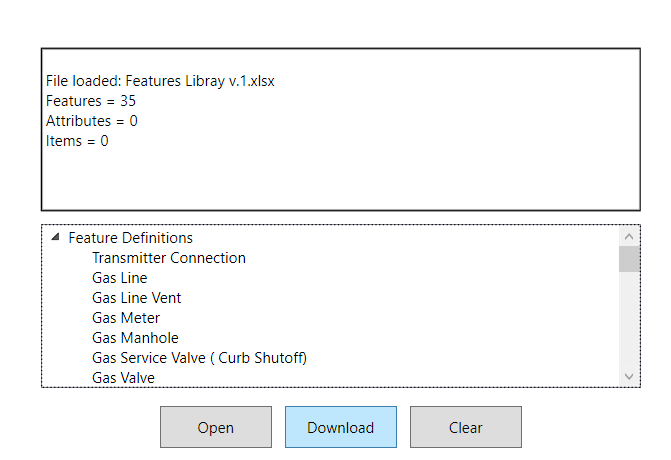 File loaded: Features Libray v.1.xlsx
Features = 35
Attributes = 0
Items = 0
Feature Definitions
Transmitter Connection
Gas Line
Gas Line Vent
Gas Meter
Gas Manhole
Gas Service Valve ( Curb Shutoff)
Gas Valve
Open Download Clear